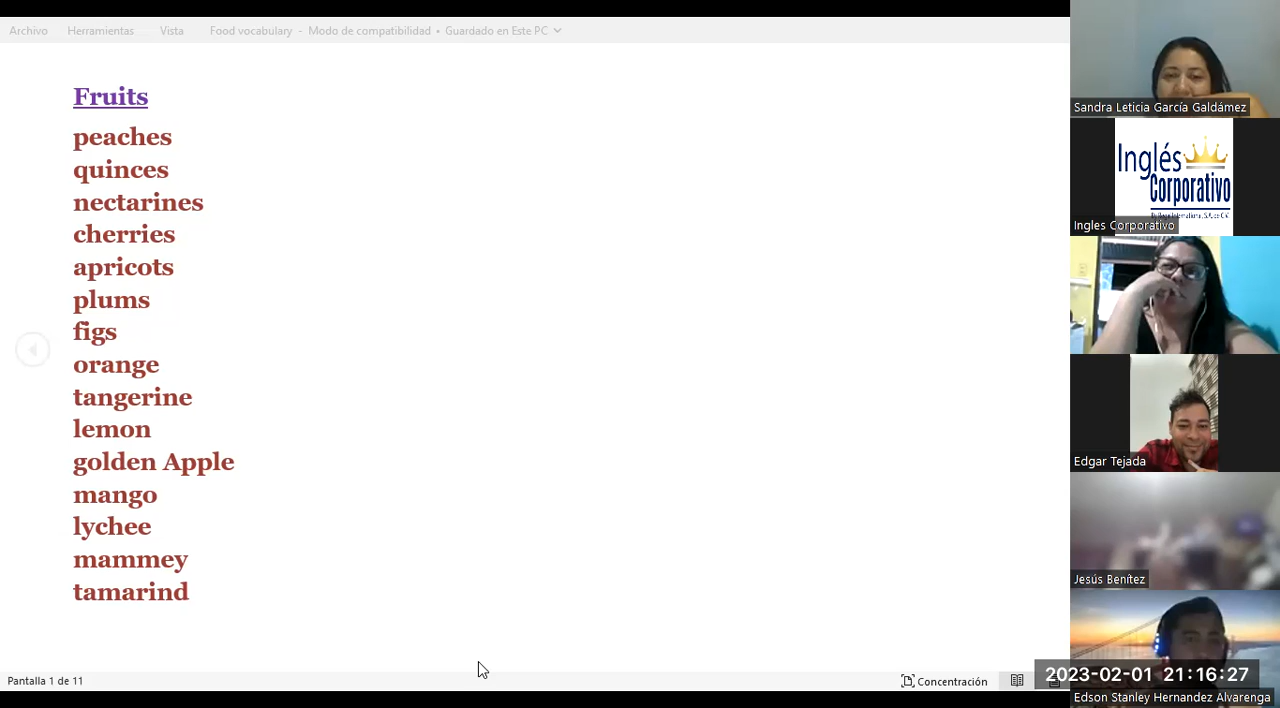 Archivo Herramientas Vista Food vocabulary - Modo de compatibilidad • Guardado en Este PC
Fruits
peaches
quinces
nectarines
cherries
apricots
plums
figs
orange
tangerine
lemon
golden Apple
mango
lychee
mammey
tamarind
Pantalla 1 de 11
Concentración
Sandra Leticia García Galdámez
Inglés
Corporativo
Ingles Corporativo
Edgar Tejada
Jesús Benítez
2023-02-01 21:16:27
Edson Stanley Hernandez Alvarenga